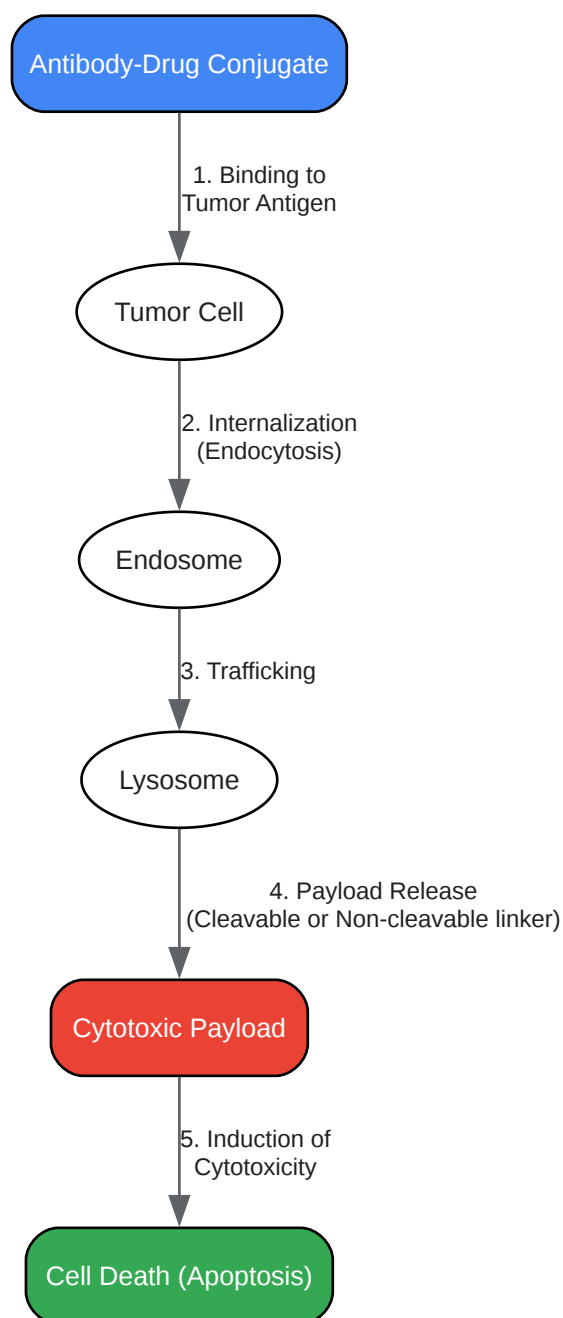 Antibody-Drug Conjugate
1. Binding to
Tumor Antigen
Tumor Cell
2. Internalization
(Endocytosis)
Endosome
3. Trafficking
Lysosome
4. Payload Release
(Cleavable or Non-cleavable linker)
Cytotoxic Payload
5. Induction of
Cytotoxicity
Cell Death (Apoptosis)